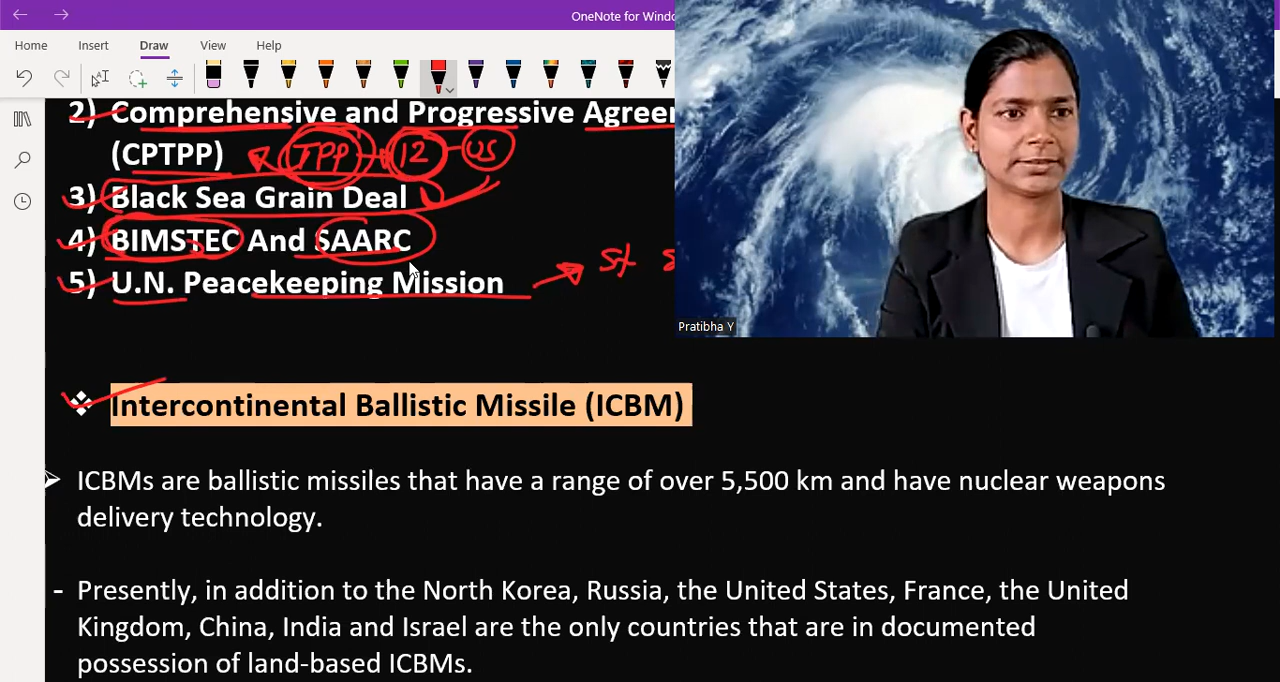 OneNote for Windo
Home Insert Draw View Help
2) Comprehensive and Progressive Agreem
(CPTPP) TPP 12 US
3) Black Sea Grain Deal
4) BIMSTEC And SAARC
5) U.N. Peacekeeping Mission
Pratibha Y
❖ Intercontinental Ballistic Missile (ICBM)
➤ ICBMs are ballistic missiles that have a range of over 5,500 km and have nuclear weapons
delivery technology.
- Presently, in addition to the North Korea, Russia, the United States, France, the United
Kingdom, China, India and Israel are the only countries that are in documented
possession of land-based ICBMs.